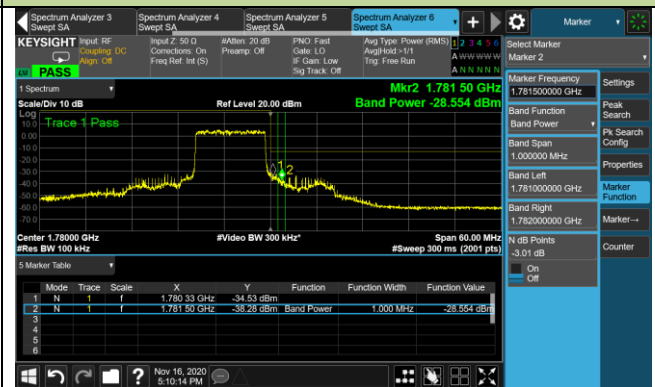 Spectrum Analyzer 3 Swept SA
Spectrum Analyzer 4 Swept SA
Spectrum Analyzer 5 Swept SA
Spectrum Analyzer 6 Swept SA
Marker
KEYSIGHT Input: RF
Coupling: DC
Align: Off
LM PASS
Input Z: 50 Ω
Corrections: On
Freq Ref: Int (S)
#Atten: 20 dB
Preamp: Off
PNO: Fast
Gate: LO
IF Gain: Low
Sig Track: Off
Avg Type: Power (RMS)
Avg|Hold:>1/1
Trig: Free Run
1 2 3 4 5 6
A W W W W W
A N N N N N
1 Spectrum
Scale/Div 10 dB
Log
Ref Level 20.00 dBm
Mkr2 1.781 50 GHz
Band Power -28.554 dBm
Trace 1 Pass
10.0
0.00
-10.0
-20.0
-30.0
-40.0
-50.0
-60.0
-70.0
1
2
Center 1.78000 GHz
#Res BW 100 kHz
#Video BW 300 kHz*
Span 60.00 MHz
#Sweep 300 ms (2001 pts)
5 Marker Table
Mode Trace Scale X Y Function Function Width Function Value
1 N 1 f 1.780 33 GHz -34.53 dBm
2 N 1 f 1.781 50 GHz -38.28 dBm Band Power 1.000 MHz -28.554 dBm
3
4
5
6
Nov 16, 2020
5:10:14 PM
Select Marker
Marker 2
Marker Frequency
1.781500000 GHz
Band Function
Band Power
Band Span
1.000000 MHz
Band Left
1.781000000 GHz
Band Right
1.782000000 GHz
N dB Points
-3.01 dB
On
Off
Settings
Peak Search
Pk Search Config
Properties
Marker Function
Marker→
Counter